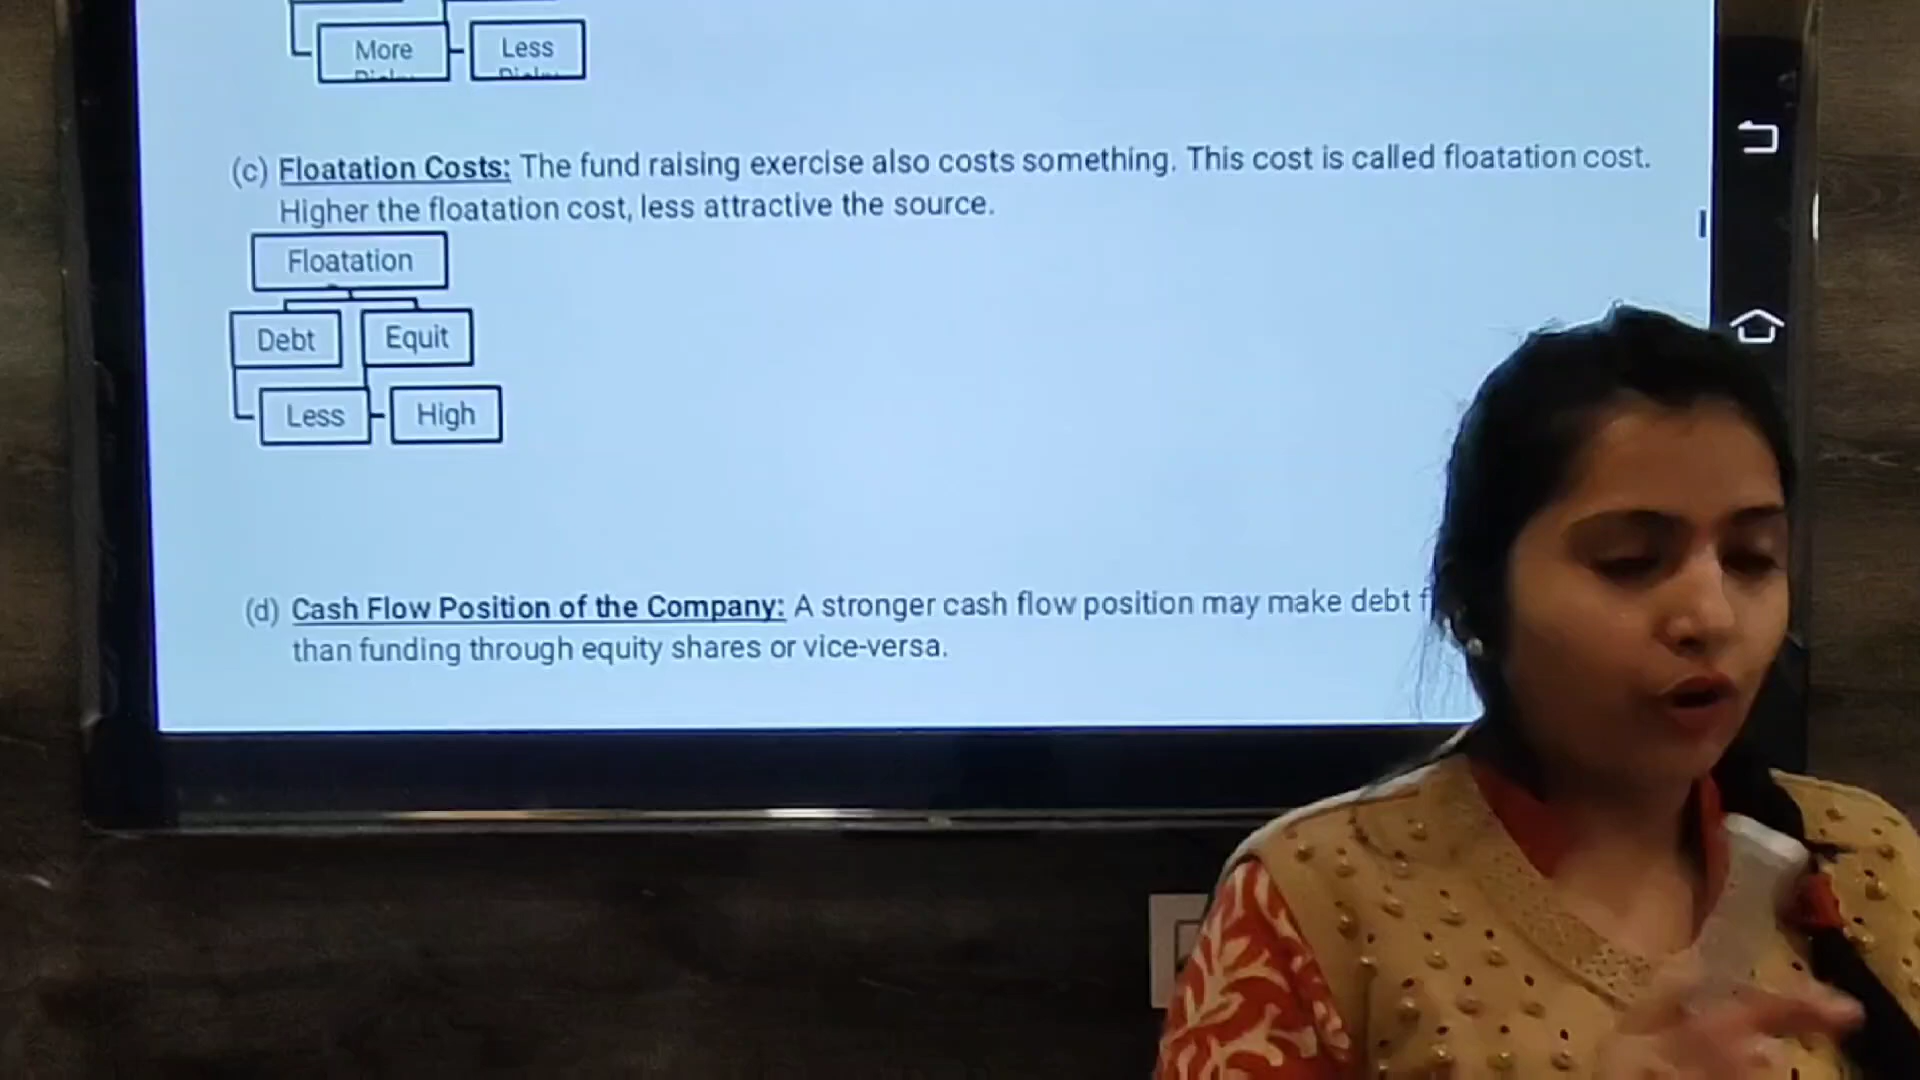 More Less
(c) Floatation Costs: The fund raising exercise also costs something. This cost is called floatation cost.
Higher the floatation cost, less attractive the source.
Floatation
Debt Equit
Less High
(d) Cash Flow Position of the Company: A stronger cash flow position may make debt
than funding through equity shares or vice-versa.